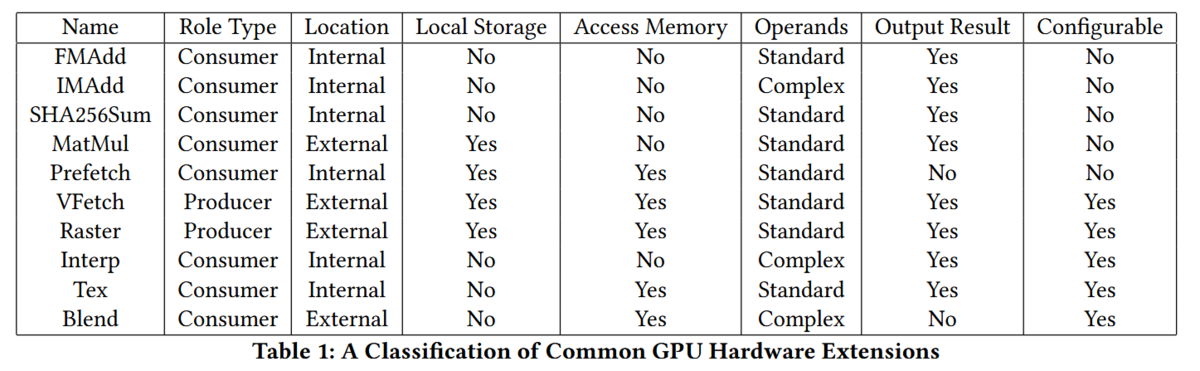 Name Role Type Location Local Storage Access Memory Operands Output Result Configurable
FMAdd Consumer Internal No No Standard Yes No
IMAdd Consumer Internal No No Complex Yes No
SHA256Sum Consumer Internal No No Standard Yes No
MatMul Consumer External Yes No Standard Yes No
Prefetch Consumer Internal Yes Yes Standard No No
VFetch Producer External Yes Yes Standard Yes Yes
Raster Producer External Yes Yes Standard Yes Yes
Interp Consumer Internal No No Complex Yes Yes
Tex Consumer Internal No Yes Standard Yes Yes
Blend Consumer External No Yes Complex No Yes
Table 1: A Classification of Common GPU Hardware Extensions